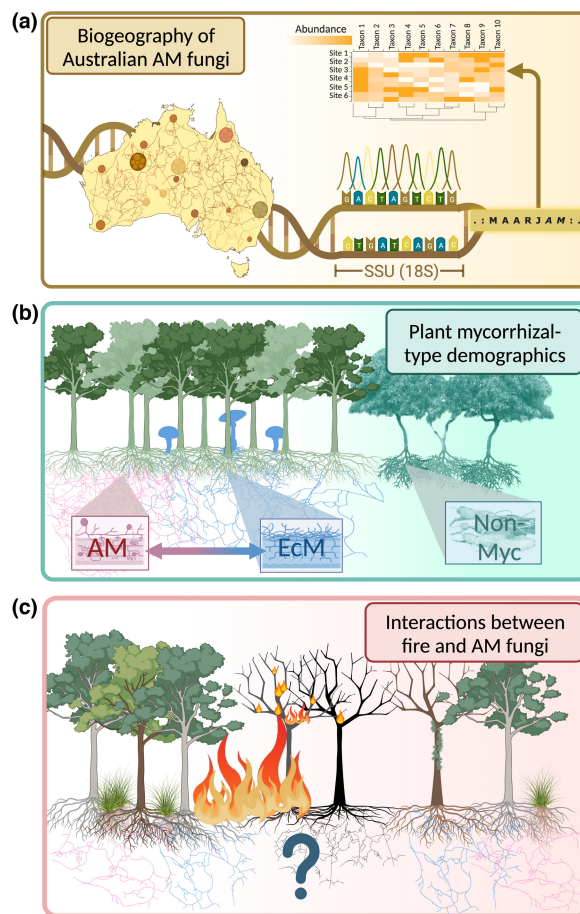 (a)
Biogeography of
Australian AM fungi
Abundance
Taxon 1
Taxon 2
Taxon 3
Taxon 4
Taxon 5
Taxon 6
Taxon 7
Taxon 8
Taxon 9
Taxon 10
Site 1
Site 2
Site 3
Site 4
Site 5
Site 6
G A C T A G T C T G
.:MAARJAM:.
C T G A T C A G A C
SSU (18S)
(b)
Plant mycorrhizal-
type demographics
AM
EcM
Non-
Myc
(c)
Interactions between
fire and AM fungi
?